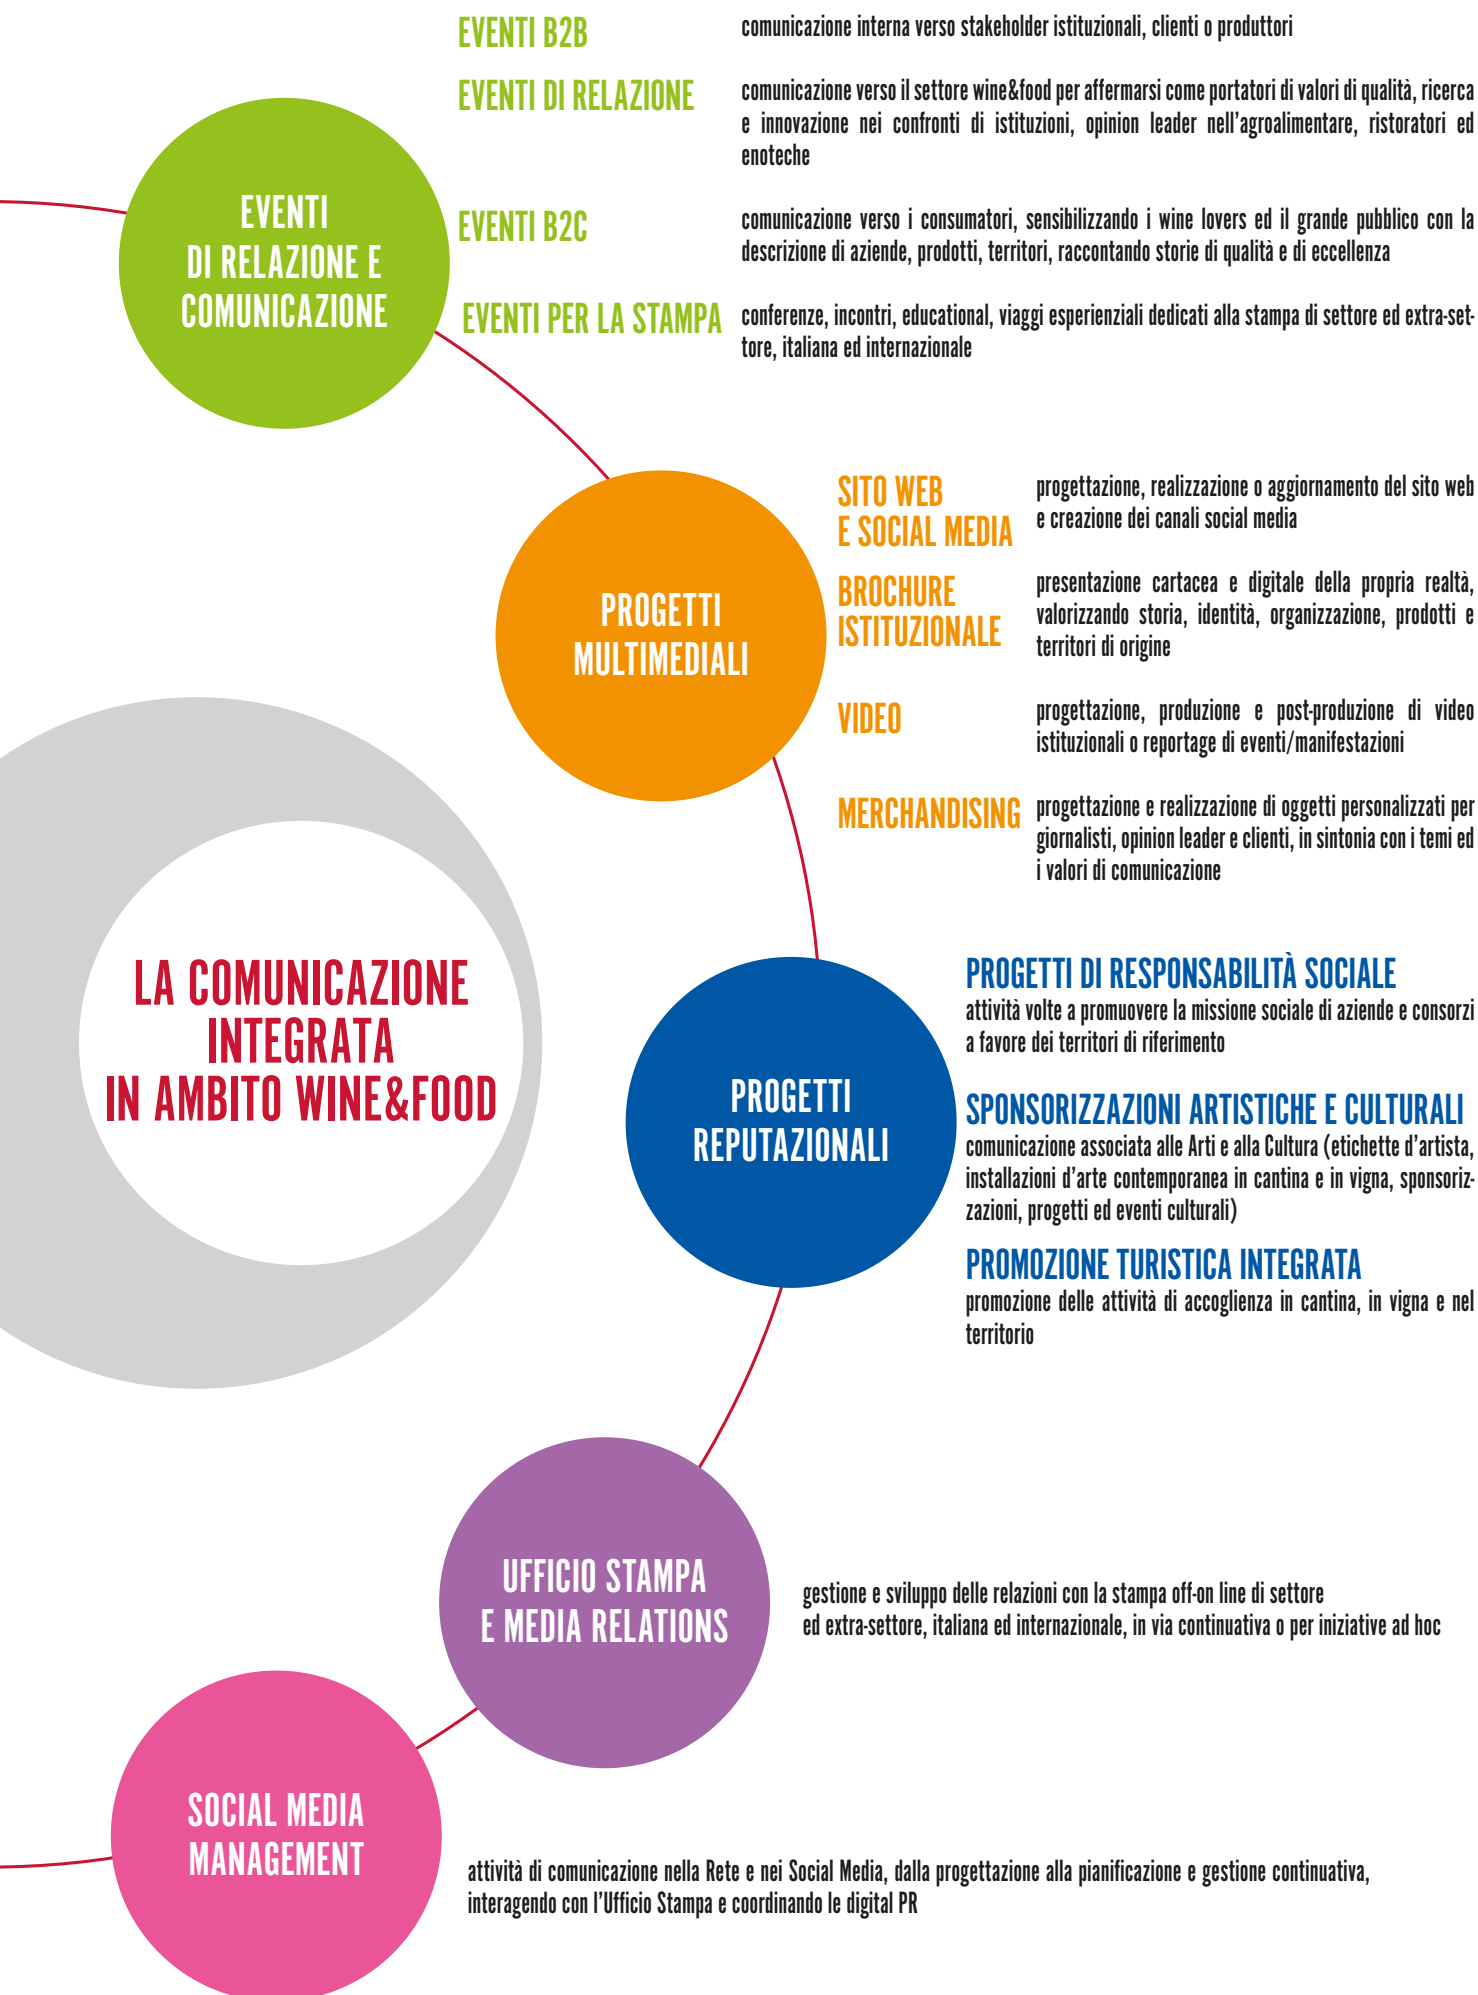 EVENTI B2B
comunicazione interna verso stakeholder istituzionali, clienti o produttori
EVENTI DI RELAZIONE
comunicazione verso il settore wine&food per affermarsi come portatori di valori di qualità, ricerca
e innovazione nei confronti di istituzioni, opinion leader nell'agroalimentare, ristoratori ed
enoteche
EVENTI
DI RELAZIONE E
COMUNICAZIONE
EVENTI B2C
comunicazione verso i consumatori, sensibilizzando i wine lovers ed il grande pubblico con la
descrizione di aziende, prodotti, territori, raccontando storie di qualità e di eccellenza
EVENTI PER LA STAMPA
conferenze, incontri, educational, viaggi esperienziali dedicati alla stampa di settore ed extra-set-
tore, italiana ed internazionale
PROGETTI
MULTIMEDIALI
SITO WEB
E SOCIAL MEDIA
progettazione, realizzazione o aggiornamento del sito web
e creazione dei canali social media
BROCHURE
ISTITUZIONALE
presentazione cartacea e digitale della propria realtà,
valorizzando storia, identità, organizzazione, prodotti e
territori di origine
VIDEO
progettazione, produzione e post-produzione di video
istituzionali o reportage di eventi/manifestazioni
MERCHANDISING
progettazione e realizzazione di oggetti personalizzati per
giornalisti, opinion leader e clienti, in sintonia con i temi ed
i valori di comunicazione
LA COMUNICAZIONE
INTEGRATA
IN AMBITO WINE&FOOD
PROGETTI
REPUTAZIONALI
PROGETTI DI RESPONSABILITÀ SOCIALE
attività volte a promuovere la missione sociale di aziende e consorzi
a favore dei territori di riferimento
SPONSORIZZAZIONI ARTISTICHE E CULTURALI
comunicazione associata alle Arti e alla Cultura (etichette d'artista,
installazioni d'arte contemporanea in cantina e in vigna, sponsoriz-
zazioni, progetti ed eventi culturali)
PROMOZIONE TURISTICA INTEGRATA
promozione delle attività di accoglienza in cantina, in vigna e nel
territorio
UFFICIO STAMPA
E MEDIA RELATIONS
gestione e sviluppo delle relazioni con la stampa off-on line di settore
ed extra-settore, italiana ed internazionale, in via continuativa o per iniziative ad hoc
SOCIAL MEDIA
MANAGEMENT
attività di comunicazione nella Rete e nei Social Media, dalla progettazione alla pianificazione e gestione continuativa,
interagendo con l'Ufficio Stampa e coordinando le digital PR